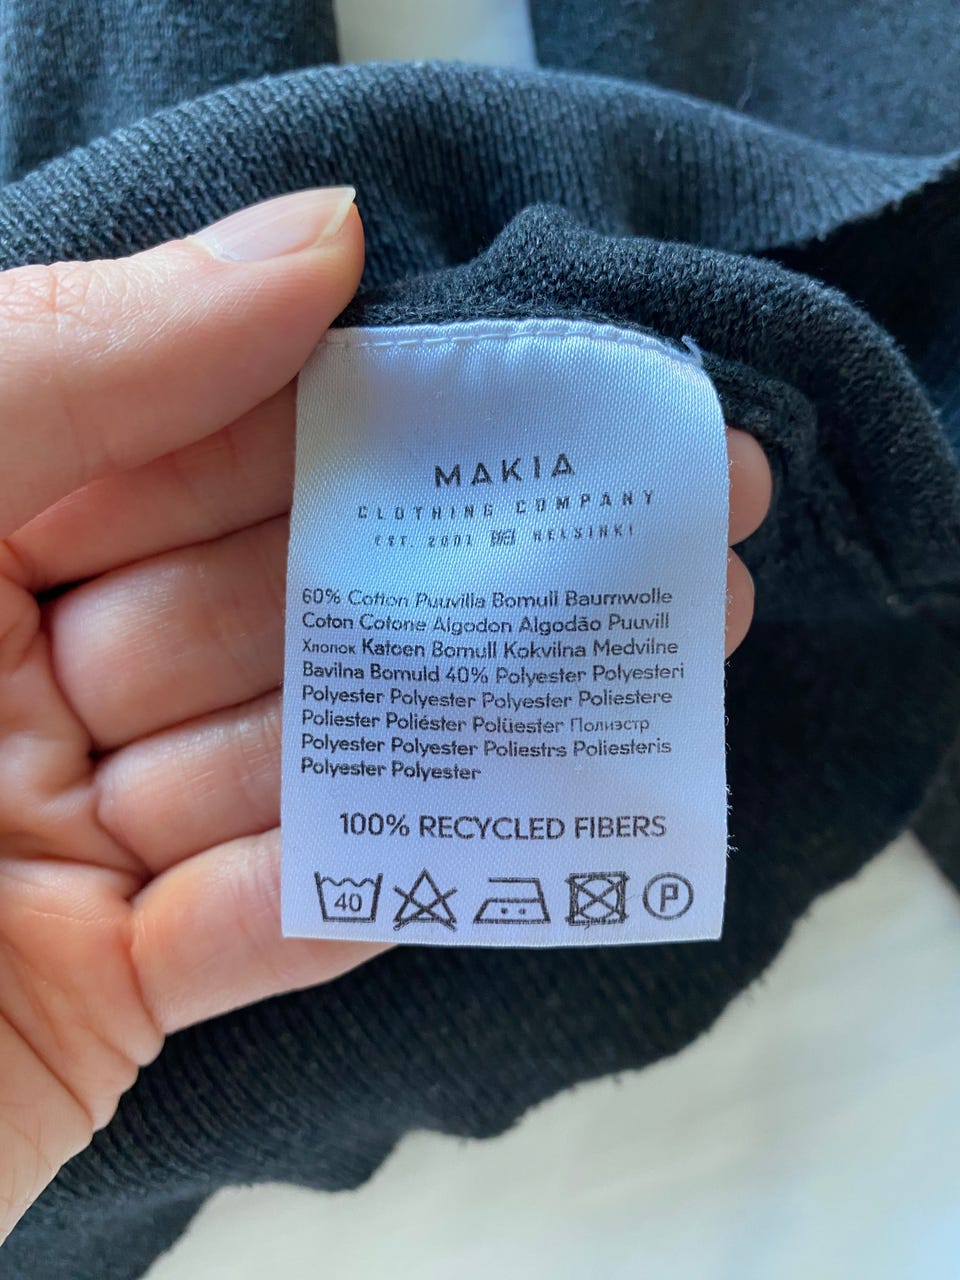 MAKIA
CLOTHING COMPANY
EST. 2001 HELSINKI
60% Cotton Puuvilla Bomull Baumwolle
Coton Cotone Algodon Algodão Puuvill
Хлопок Katoen Bomull Kokvilna Medvilne
Bavilna Bomuld 40% Polyester Polyesteri
Polyester Polyester Polyester Poliestere
Poliester Poliéster Polüester Полиэстр
Polyester Polyester Poliestrs Poliesteris
Polyester Polyester
100% RECYCLED FIBERS
40
P